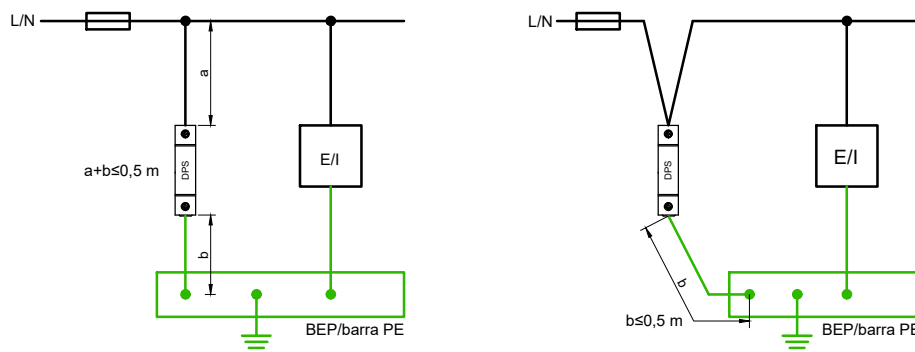 L/N
a
DPS
E/I
a+b≤0,5 m
b
BEP/barra PE
L/N
DPS
E/I
b
b≤0,5 m
BEP/barra PE